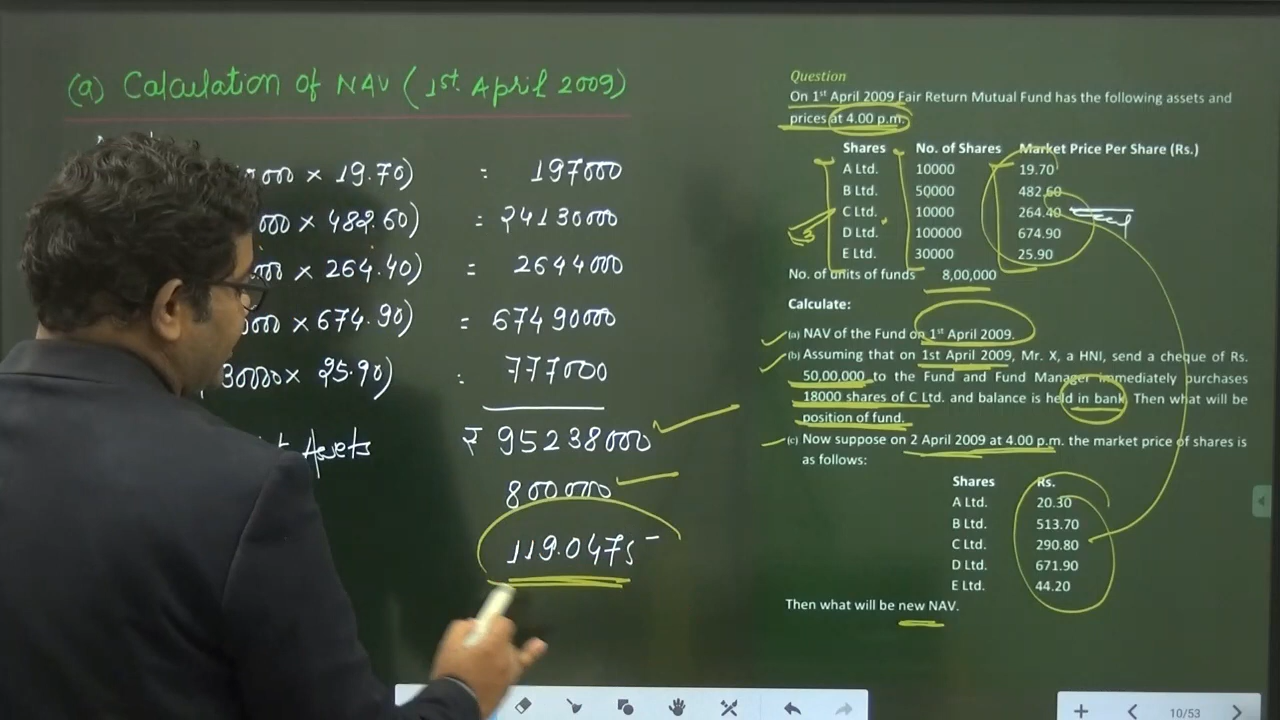 (a) Calculation of NAV (1st. April 2009)
000 × 19.70) : 197000
000 × 482.60) = 24130000
000 × 264.40) = 2644000
000 × 674.90) = 67490000
30000 × 25.90) : 777000
₹ 95238000
Assets
800000
119.0475
Question
On 1st April 2009 Fair Return Mutual Fund has the following assets and
prices at 4.00 p.m.
Shares No. of Shares Market Price Per Share (Rs.)
A Ltd. 10000 19.70
B Ltd. 50000 482.60
C Ltd. 10000 264.40
D Ltd. 100000 674.90
E Ltd. 30000 25.90
No. of units of funds 8,00,000
Calculate:
(a) NAV of the Fund on 1st April 2009.
(b) Assuming that on 1st April 2009, Mr. X, a HNI, send a cheque of Rs.
50,00,000 to the Fund and Fund Manager immediately purchases
18000 shares of C Ltd. and balance is held in bank. Then what will be
position of fund.
(c) Now suppose on 2 April 2009 at 4.00 p.m. the market price of shares is
as follows:
Shares Rs.
A Ltd. 20.30
B Ltd. 513.70
C Ltd. 290.80
D Ltd. 671.90
E Ltd. 44.20
Then what will be new NAV.
10/53